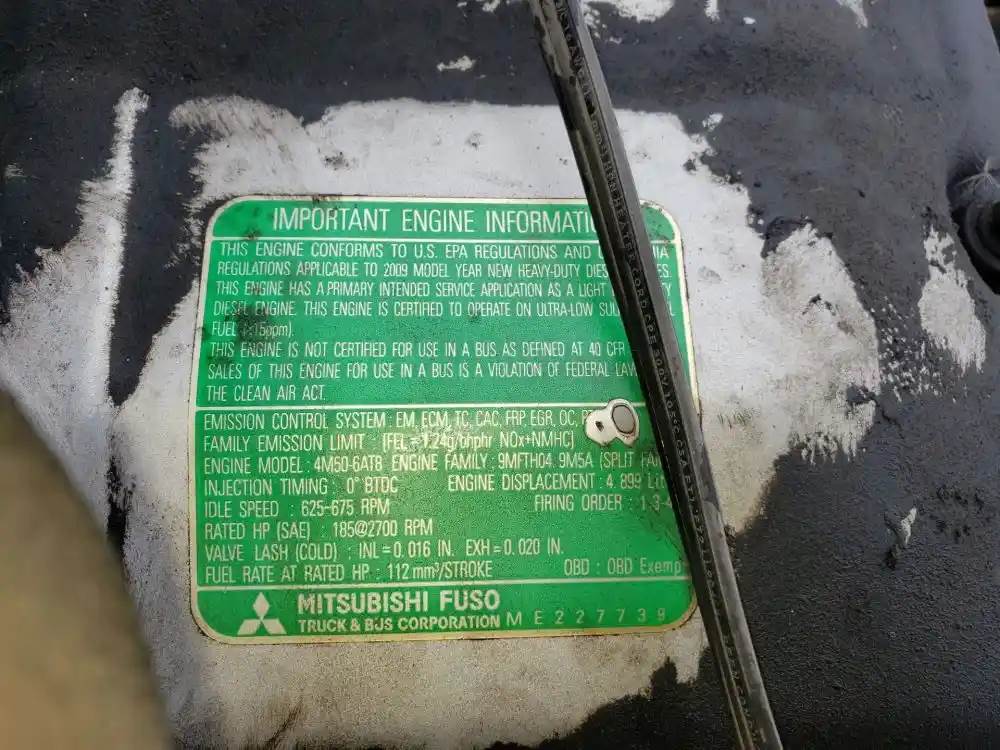 IMPORTANT ENGINE
THIS ENGINE CONFORMS TO U.S. EPA REGULATIONS AND
REGULATIONS APPLICABLE TO 2009 MODEL YEAR NEW HEAVY-DUTY
THIS ENGINE HAS A PRIMARY INTENDED SERVICE APPLICATION AS A LIGHT
DIESEL ENGINE. THIS ENGINE IS CERTIFIED TO OPERATE ON ULTRA-LOW
FUEL (≤15ppm).
THIS ENGINE IS NOT CERTIFIED FOR USE IN A BUS AS DEFINED AT 40 CFR
SALES OF THIS ENGINE FOR USE IN A BUS IS A VIOLATION OF FEDERAL LAW
THE CLEAN AIR ACT.
EMISSION CONTROL SYSTEM : EM, ECM, TC, CAC, FRP, EGR, OC,
FAMILY EMISSION LIMIT : [FEL = 1.24g/bhphr NOx+NMHC]
ENGINE MODEL : 4M50-6AT8 ENGINE FAMILY : 9MFTH04. 9M5A (SPLIT
INJECTION TIMING : 0° BTDC ENGINE DISPLACEMENT : 4. 899
IDLE SPEED : 625-675 RPM FIRING ORDER : 1-3-4
RATED HP (SAE) : 185@2700 RPM
VALVE LASH (COLD) : INL = 0. 016 IN. EXH = 0. 020 IN.
FUEL RATE AT RATED HP : 112 mm³/STROKE OBD : OBD Exemp
MITSUBISHI FUSO
TRUCK & BUS CORPORATION ME227739